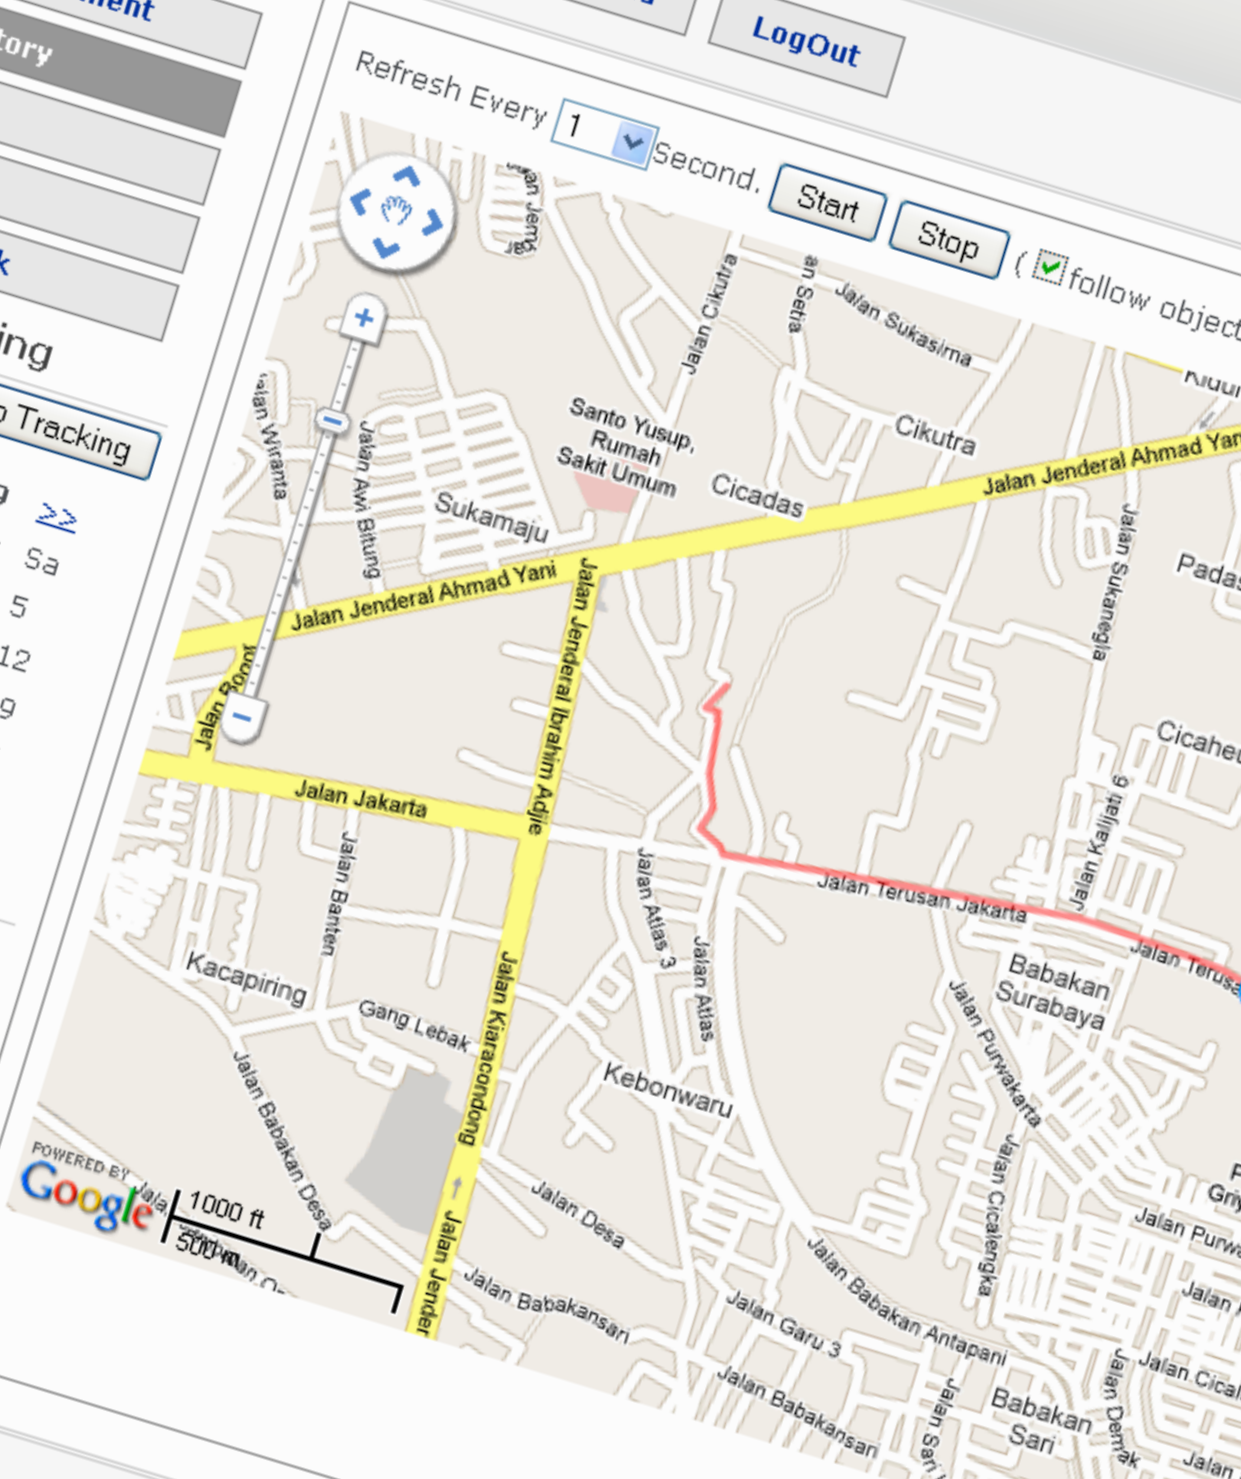 LogOut
Refresh Every 1 Second. Start Stop ( follow object
Tracking
>>
Sa
5
12
Jalan Cikutra
Jalan Sukasirna
Jalan Wiranta
Jalan Awi Bitung
Santo Yusup,
Rumah
Sakit Umum
Cikutra
Cicadas
Sukamaju
Jalan Jenderal Ahmad Yani
Jalan Jenderal Ahmad Yani
Jalan Sukanegla
Jalan Jenderal Ibrahim Adjie
Jalan Jakarta
Jalan Kalijati 9
Jalan Banten
Jalan Atlas 3
Jalan Atlas
Jalan Terusan Jakarta
Babakan
Surabaya
Kacapiring
Gang Lebak
Jalan Kiaracondong
Jalan Purwakarta
Kebonwaru
Jalan Babakan Desa
Jalan Cicalengka
Jalan Desa
POWERED BY
Google
1000 ft
500 m
Jalan Babakansari
Jalan Babakan Antapani
Jalan Garu 3
Jalan Babakansari
Babakan
Sari
Jalan Demak
Jalan Sari